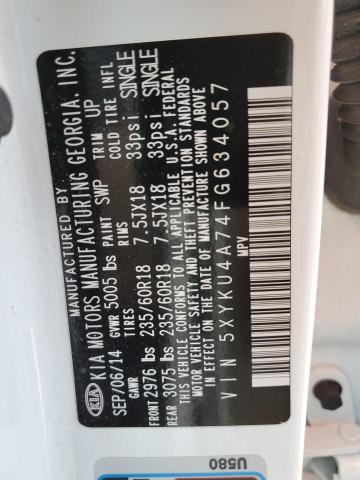 KIA KIA MOTORS MANUFACTURING GEORGIA, INC.
SEP/06/14 GVWR 5005 lbs PAINT SWP TRIM UP
GAWR TIRES RIMS COLD TIRE INFL
FRONT 2976 lbs 235/60R18 7.5JX18 33psi SINGLE
REAR 3075 lbs 235/60R18 7.5JX18 33psi SINGLE
THIS VEHICLE CONFORMS TO ALL APPLICABLE U.S.A. FEDERAL
MOTOR VEHICLE SAFETY AND THEFT PREVENTION STANDARDS
IN EFFECT ON THE DATE OF MANUFACTURE SHOWN ABOVE
VIN 5XYKU4A74FG634057
MPV
U580